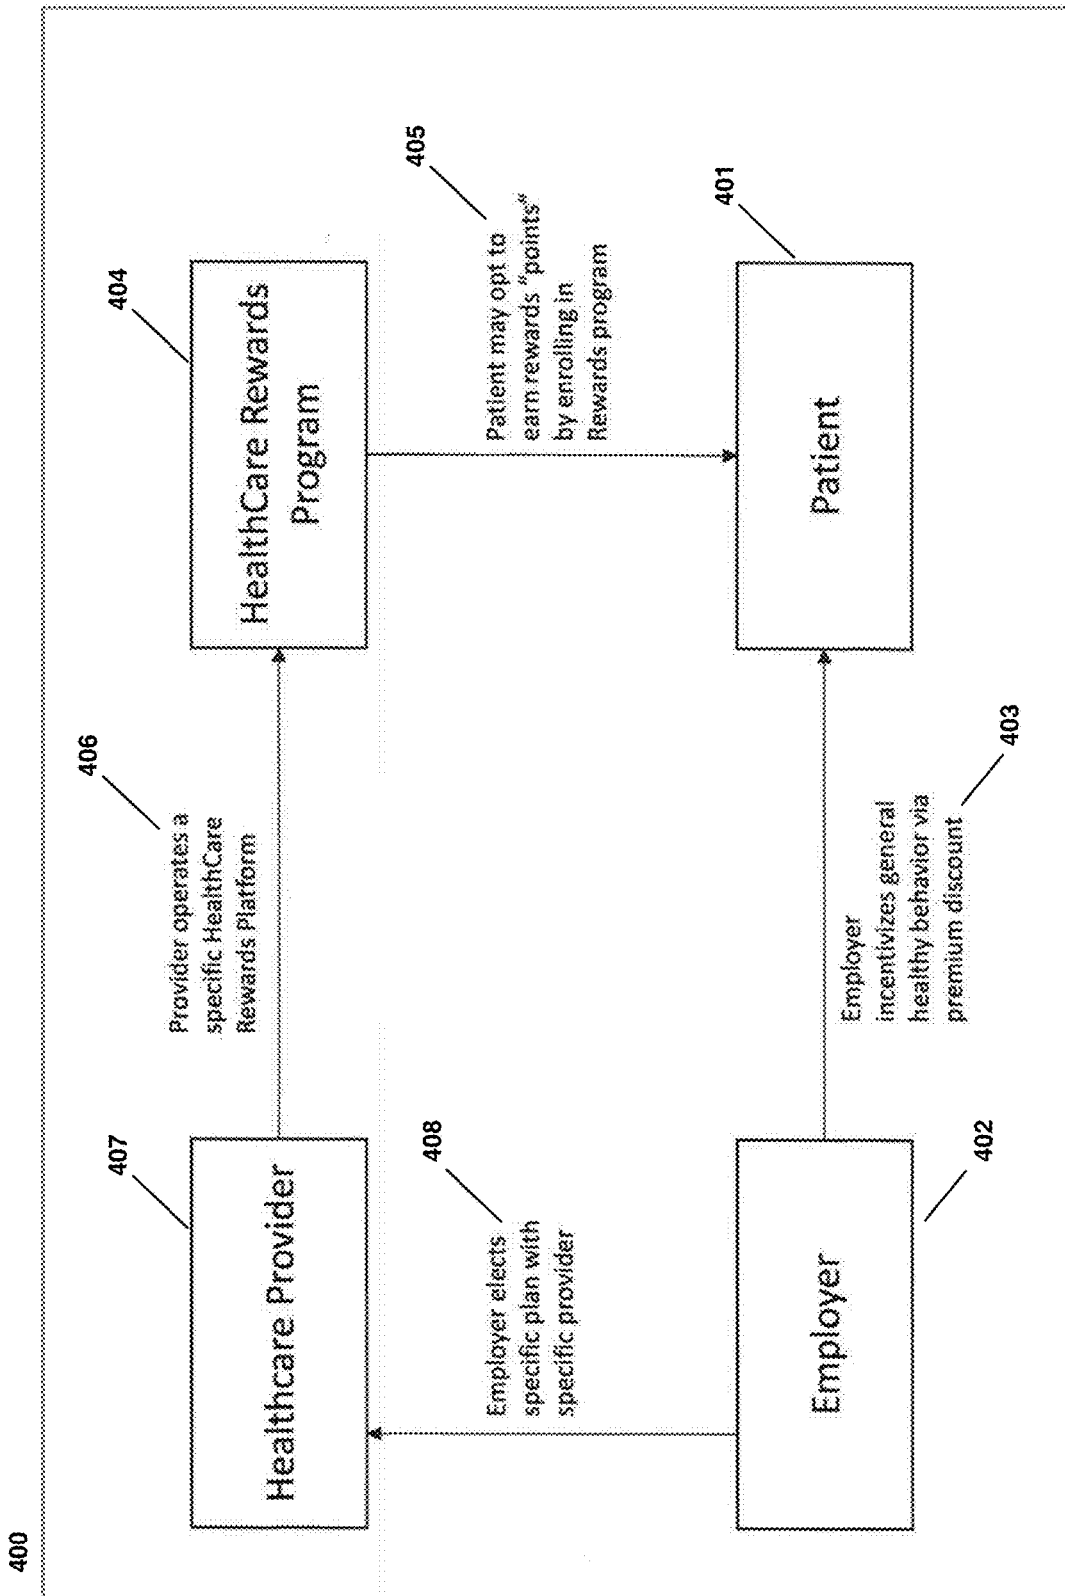 400
407
Healthcare Provider
406
Provider operates a
specific HealthCare
Rewards Platform
404
HealthCare Rewards
Program
408
Employer elects
specific plan with
specific provider
405
Patient may opt to
earn rewards "points"
by enrolling in
Rewards program
Employer
402
Employer
incentivizes general
healthy behavior via
premium discount
403
401
Patient